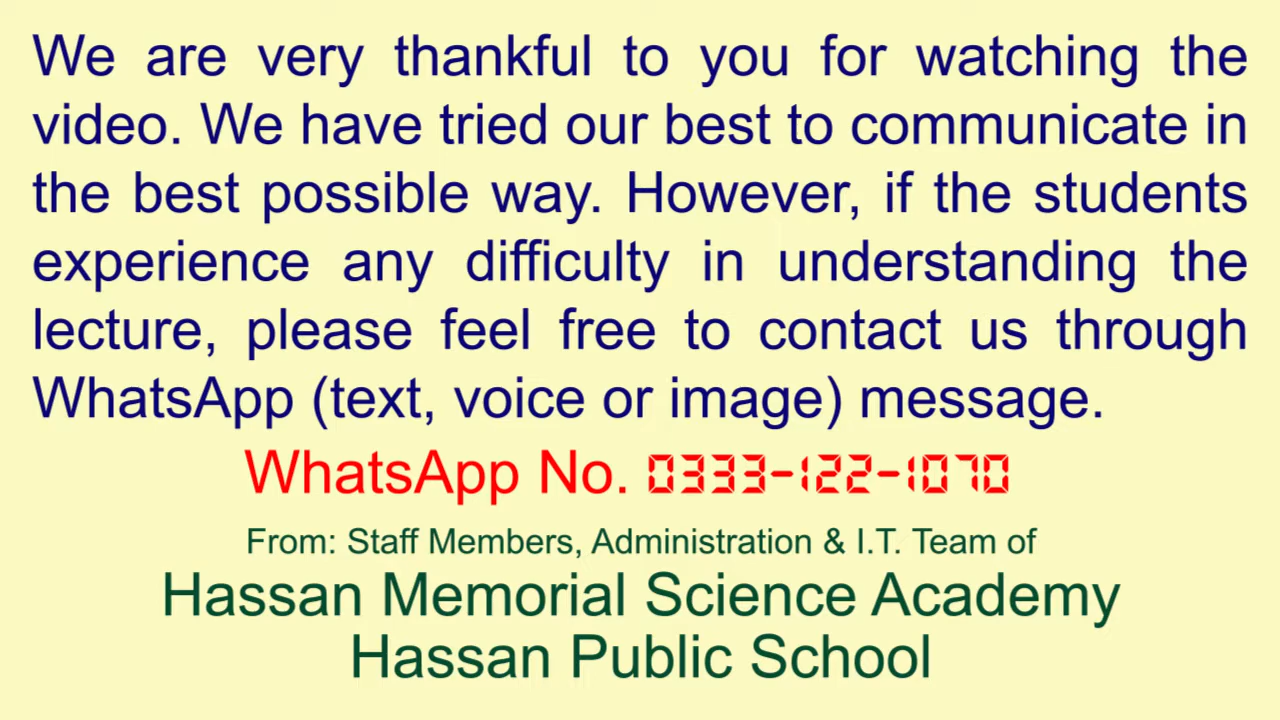 We are very thankful to you for watching the
video. We have tried our best to communicate in
the best possible way. However, if the students
experience any difficulty in understanding the
lecture, please feel free to contact us through
WhatsApp (text, voice or image) message.
WhatsApp No. 0333-122-1070
From: Staff Members, Administration & I.T. Team of
Hassan Memorial Science Academy
Hassan Public School